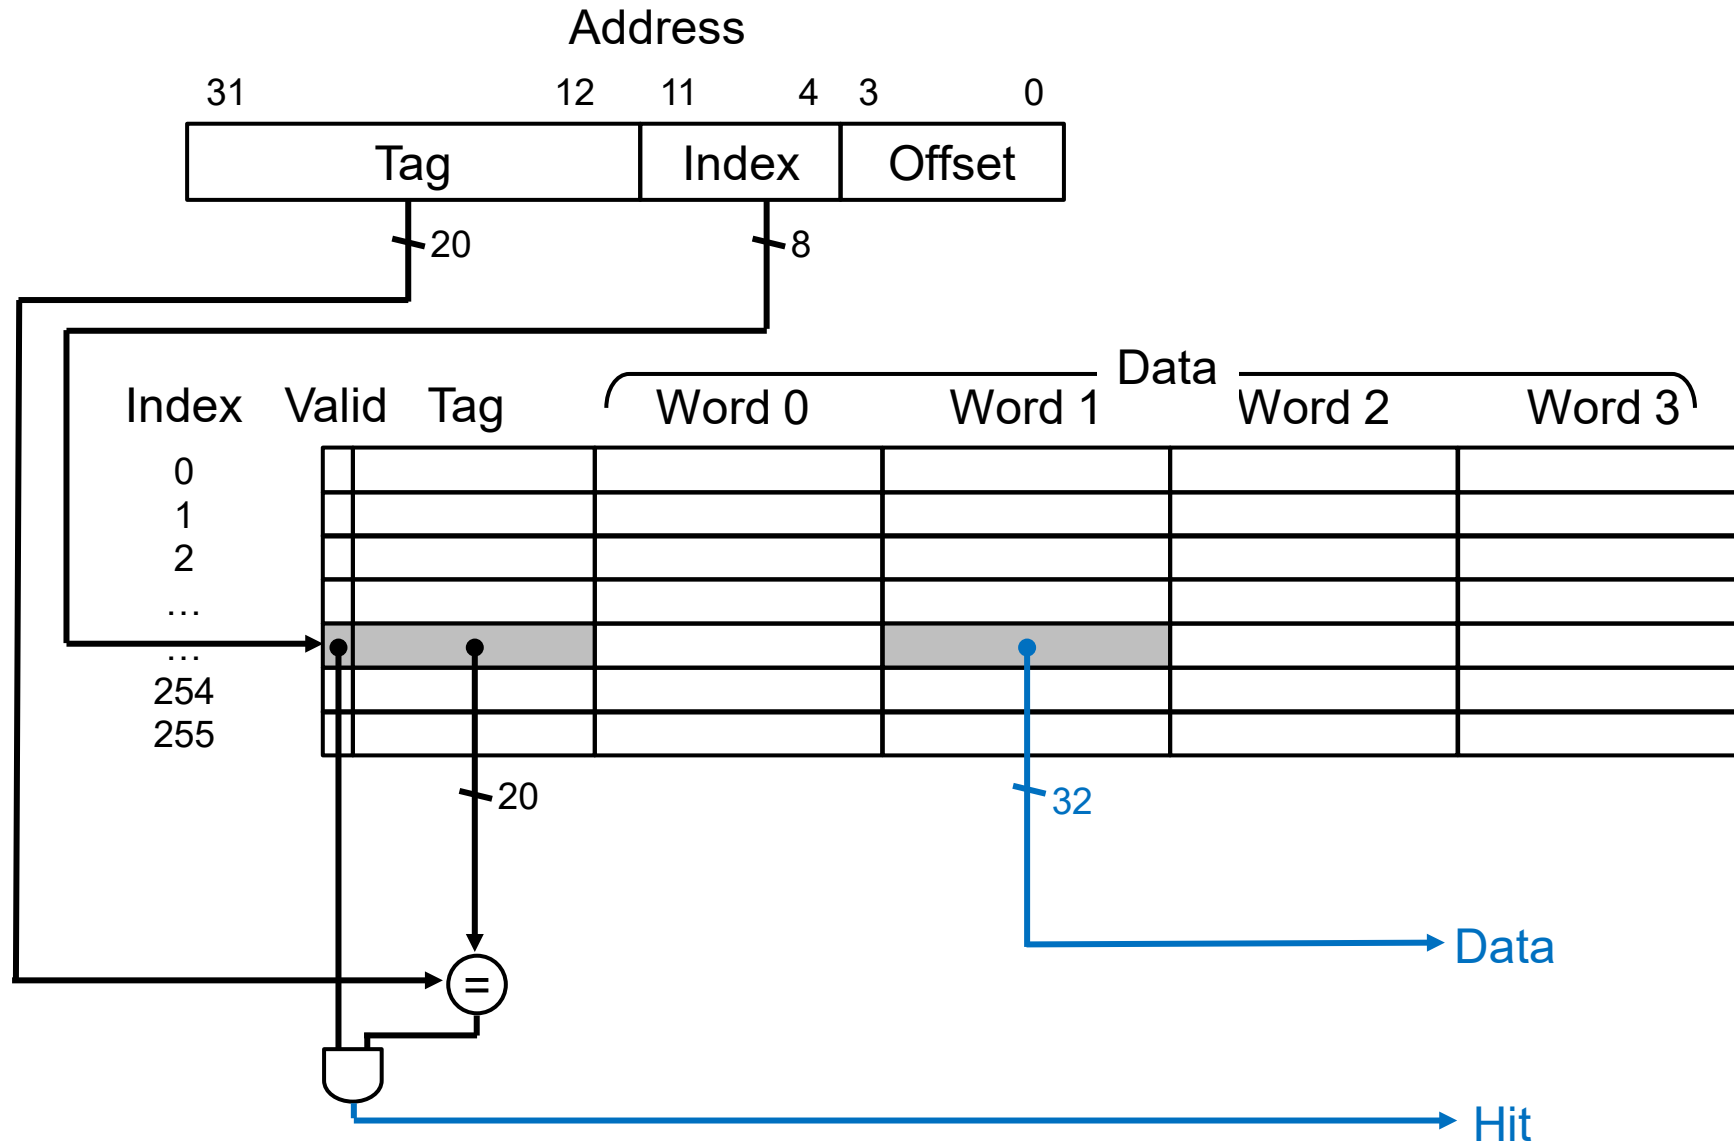 Address
31 12 11 4 3 0
Tag Index Offset
20 8
Data
Index Valid Tag Word 0 Word 1 Word 2 Word 3
0
1
2
...
...
254
255
20 32
Data
=
Hit